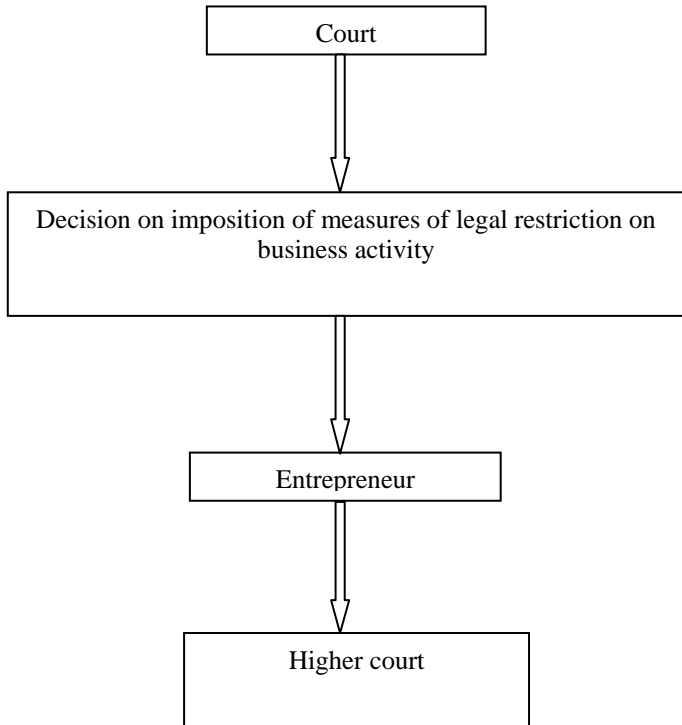 Court
Decision on imposition of measures of legal restriction on
business activity
Entrepreneur
Higher court